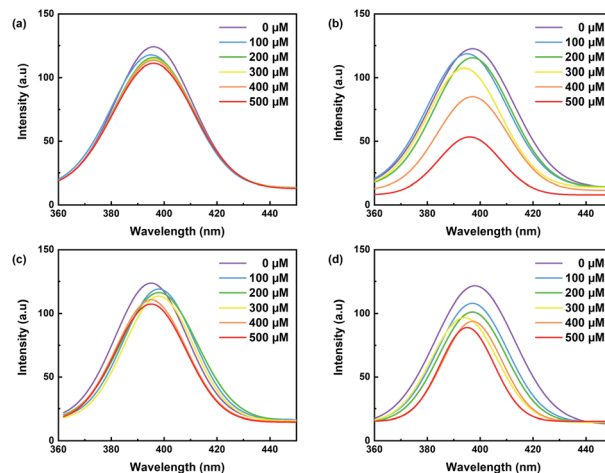 (a)
0 μM
100 μM
200 μM
300 μM
400 μM
500 μM
150
100
50
0
Intensity (a.u)
360 380 400 420 440
Wavelength (nm)
(b)
0 μM
100 μM
200 μM
300 μM
400 μM
500 μM
150
100
50
0
Intensity (a.u)
360 380 400 420 440
Wavelength (nm)
(c)
0 μM
100 μM
200 μM
300 μM
400 μM
500 μM
150
100
50
0
Intensity (a.u)
360 380 400 420 440
Wavelength (nm)
(d)
0 μM
100 μM
200 μM
300 μM
400 μM
500 μM
150
100
50
0
Intensity (a.u)
360 380 400 420 440
Wavelength (nm)